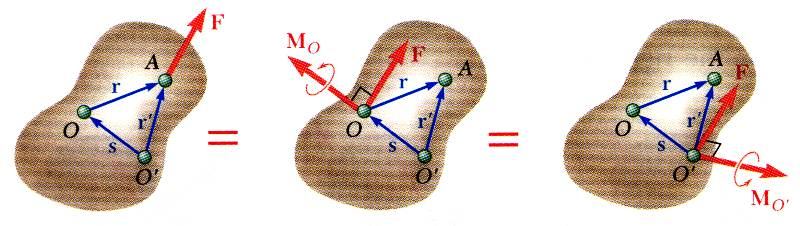 F
A
r
O
r'
s
O'
=
M_O
F
A
r
O
r'
s
O'
=
A
F
r
O
r'
s
O'
M_O'